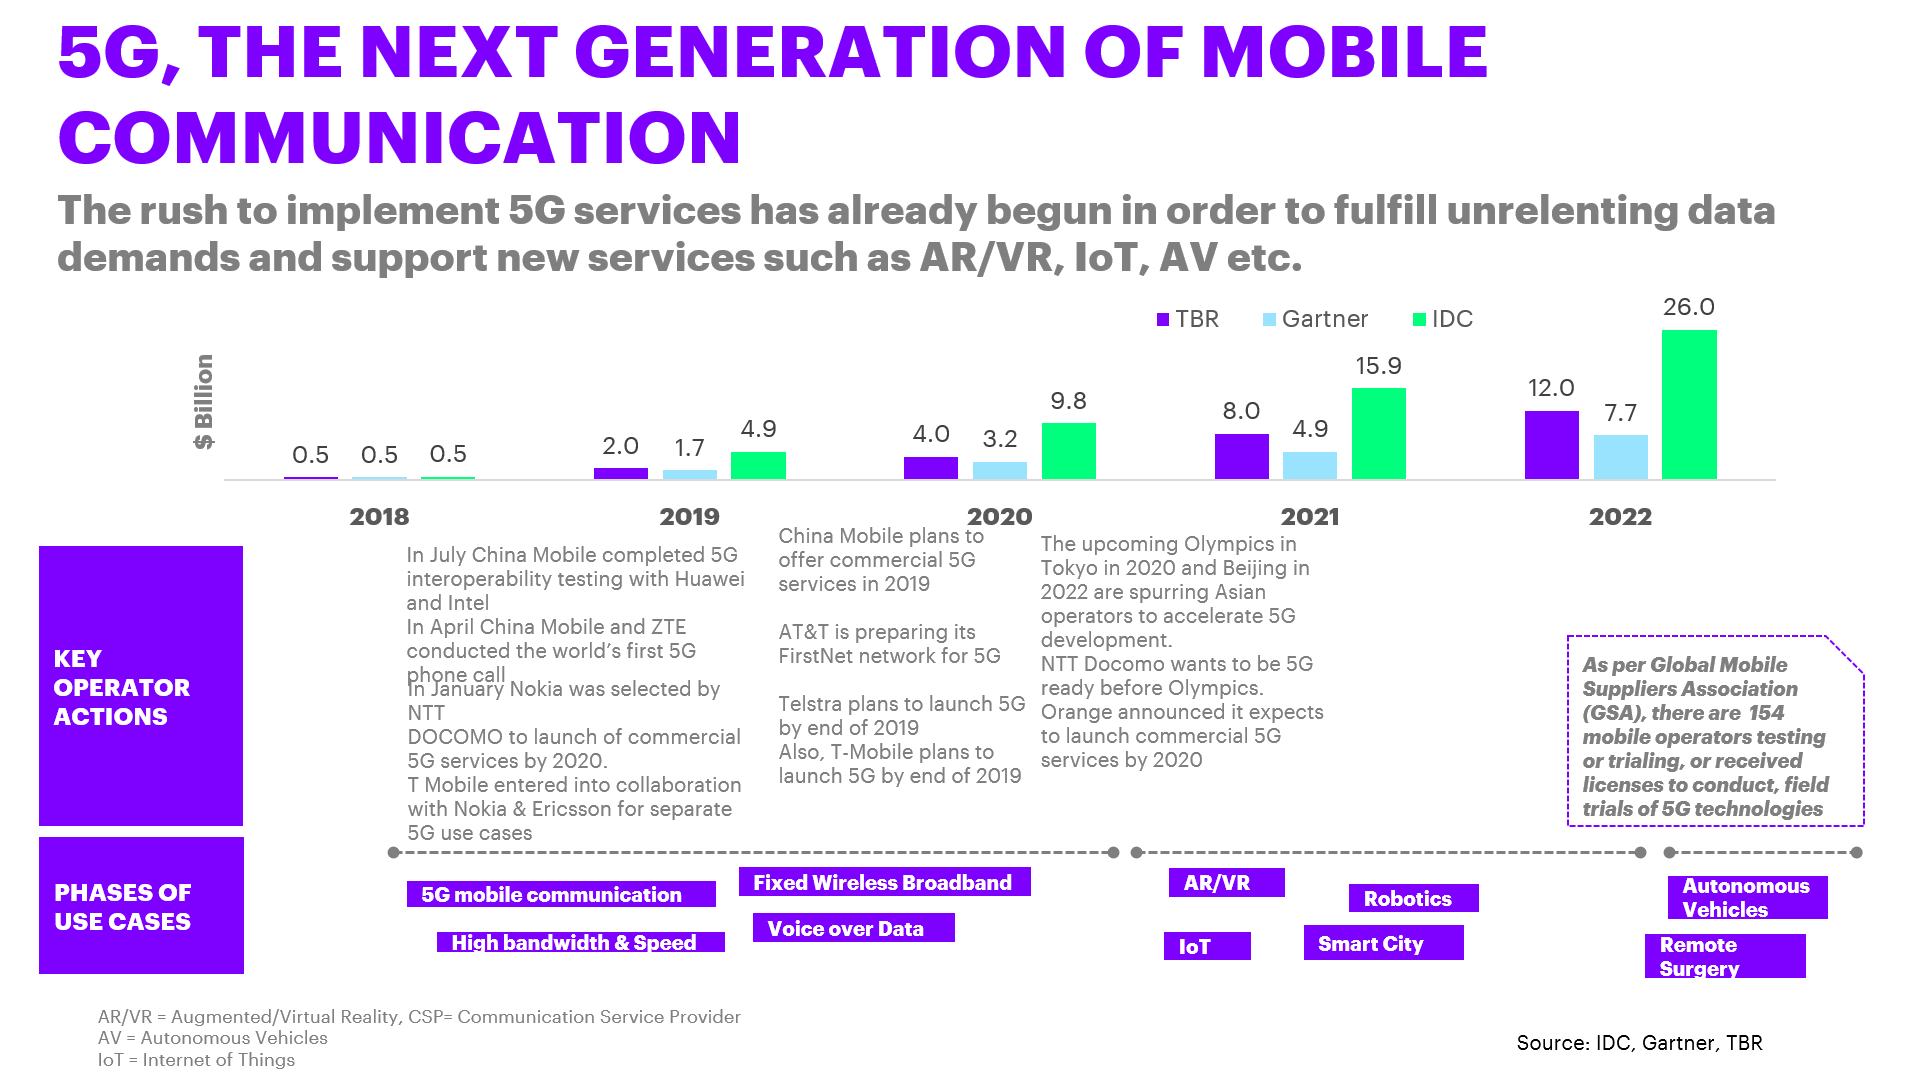 5G, THE NEXT GENERATION OF MOBILE
COMMUNICATION
The rush to implement 5G services has already begun in order to fulfill unrelenting data
demands and support new services such as AR/VR, IoT, AV etc.
TBR
Gartner
IDC
$ Billion
0.5
0.5
0.5
2.0
1.7
4.9
4.0
3.2
9.8
8.0
4.9
15.9
12.0
7.7
26.0
2018
2019
2020
2021
2022
KEY
OPERATOR
ACTIONS
In July China Mobile completed 5G
interoperability testing with Huawei
and Intel
In April China Mobile and ZTE
conducted the world's first 5G
phone call
In January Nokia was selected by
NTT
DOCOMO to launch of commercial
5G services by 2020.
T Mobile entered into collaboration
with Nokia & Ericsson for separate
5G use cases
China Mobile plans to
offer commercial 5G
services in 2019
AT&T is preparing its
FirstNet network for 5G
Telstra plans to launch 5G
by end of 2019
Also, T-Mobile plans to
launch 5G by end of 2019
The upcoming Olympics in
Tokyo in 2020 and Beijing in
2022 are spurring Asian
operators to accelerate 5G
development.
NTT Docomo wants to be 5G
ready before Olympics.
Orange announced it expects
to launch commercial 5G
services by 2020
As per Global Mobile
Suppliers Association
(GSA), there are 154
mobile operators testing
or trialing, or received
licenses to conduct, field
trials of 5G technologies
PHASES OF
USE CASES
5G mobile communication
High bandwidth & Speed
Fixed Wireless Broadband
Voice over Data
AR/VR
IoT
Robotics
Smart City
Autonomous
Vehicles
Remote
Surgery
AR/VR = Augmented/Virtual Reality, CSP= Communication Service Provider
AV = Autonomous Vehicles
IoT = Internet of Things
Source: IDC, Gartner, TBR